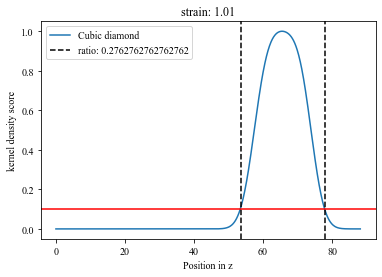 strain: 1.01
Cubic diamond
ratio: 0.2762762762762762
kernel density score
1.0
0.8
0.6
0.4
0.2
0.0
0 20 40 60 80
Position in z